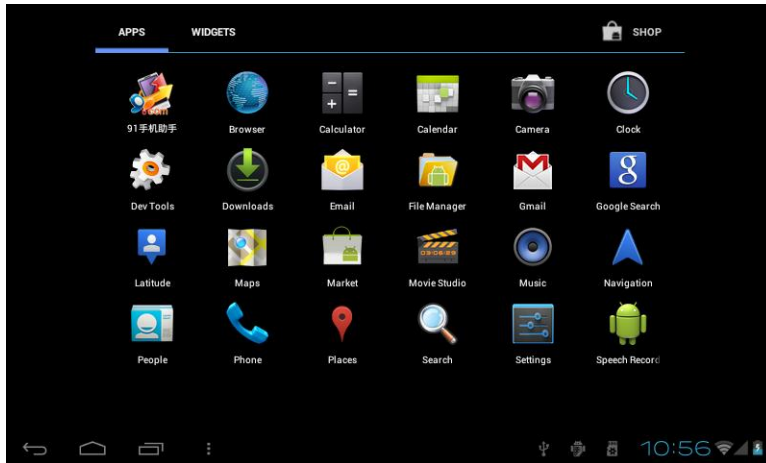 APPS WIDGETS SHOP
91手机助手 Browser Calculator Calendar Camera Clock
Dev Tools Downloads Email File Manager Gmail Google Search
Latitude Maps Market Movie Studio Music Navigation
People Phone Places Search Settings Speech Record
10:56